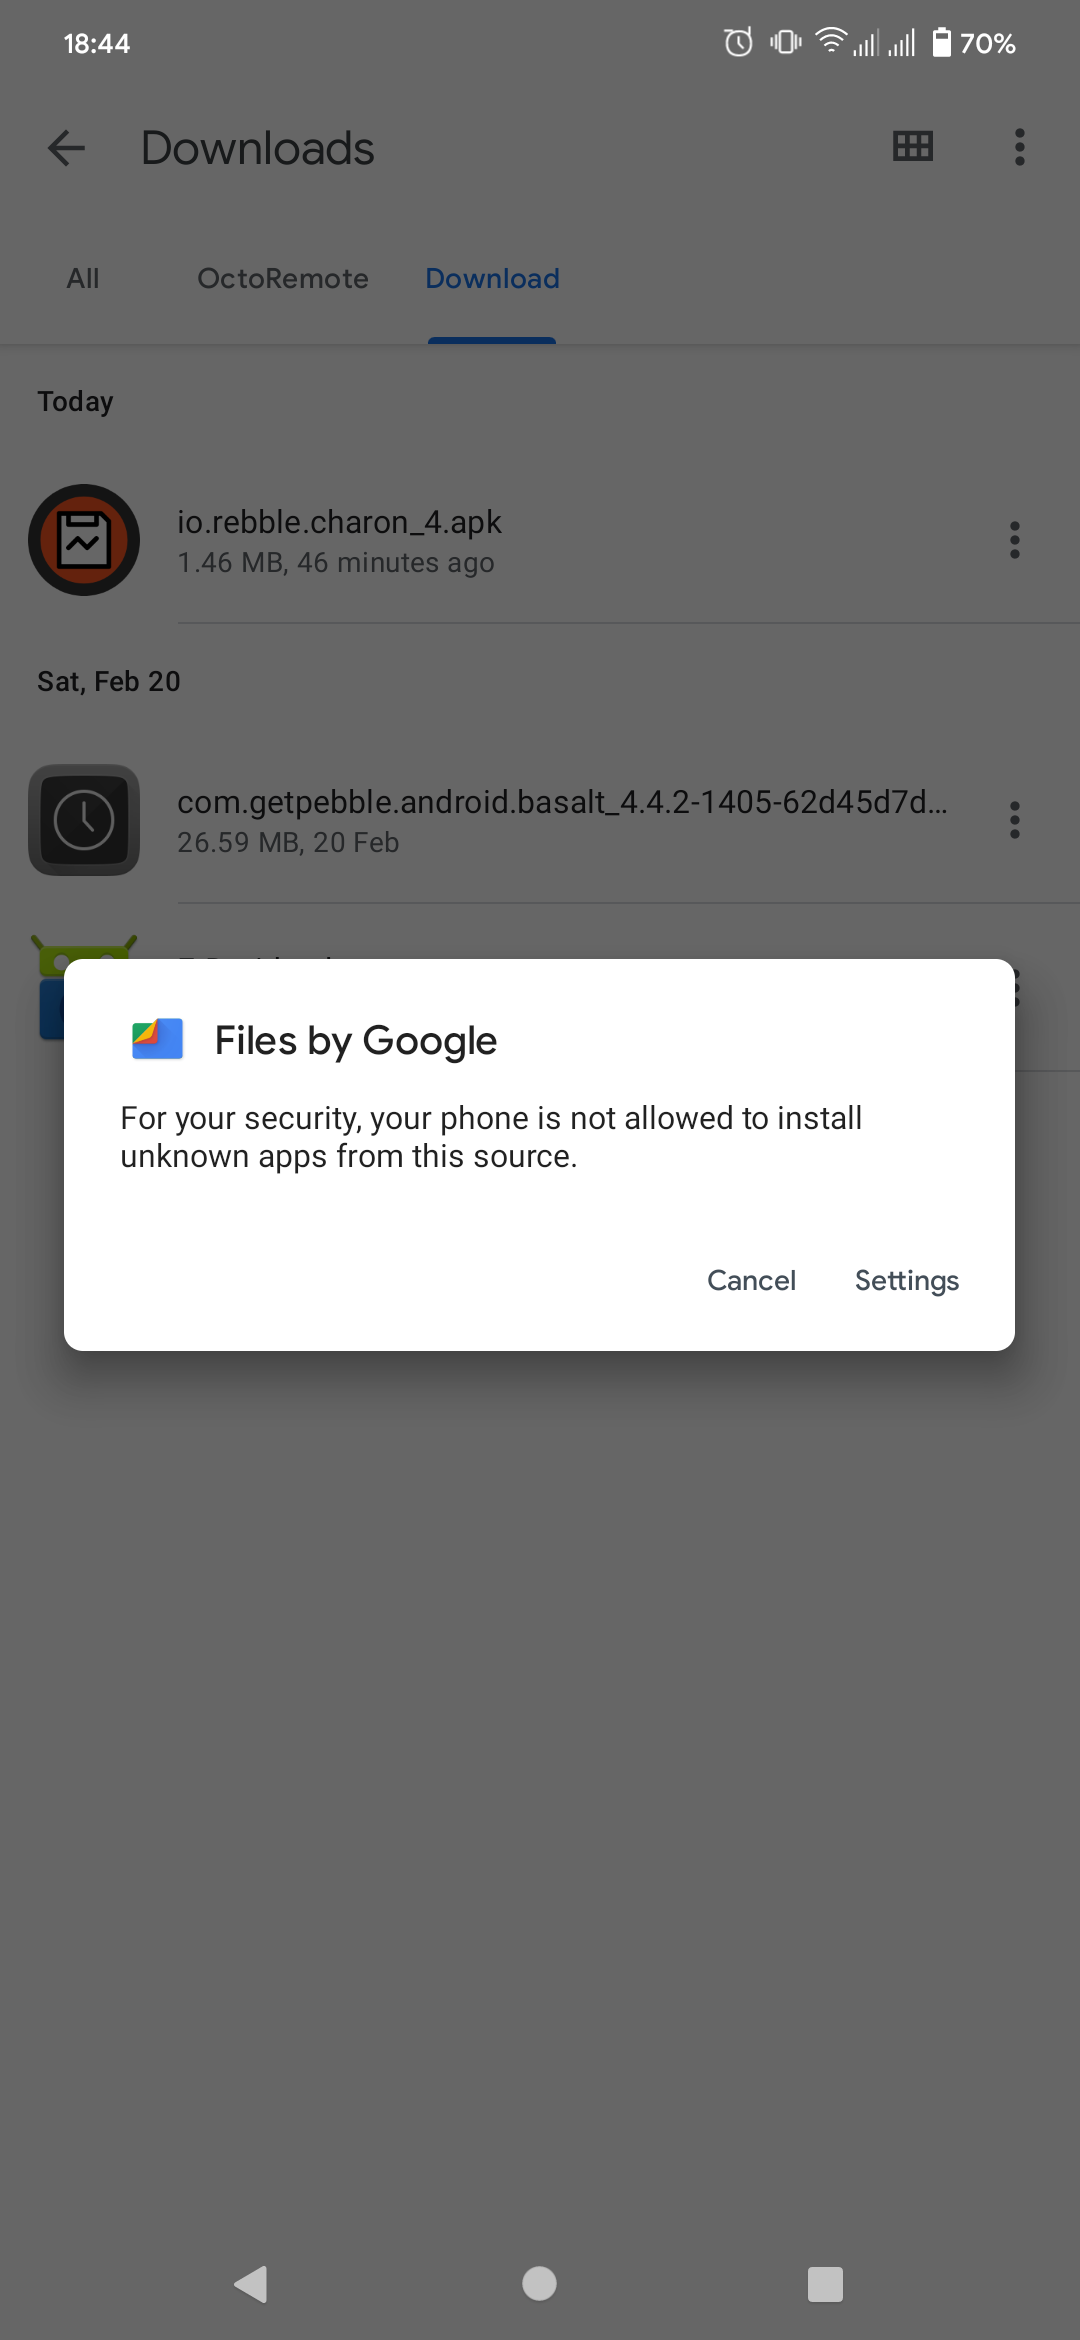 18:44
70%
Downloads
All
OctoRemote
Download
Today
io.rebble.charon_4.apk
1.46 MB, 46 minutes ago
Sat, Feb 20
com.getpebble.android.basalt_4.4.2-1405-62d45d7d...
26.59 MB, 20 Feb
Files by Google
For your security, your phone is not allowed to install
unknown apps from this source.
Cancel
Settings